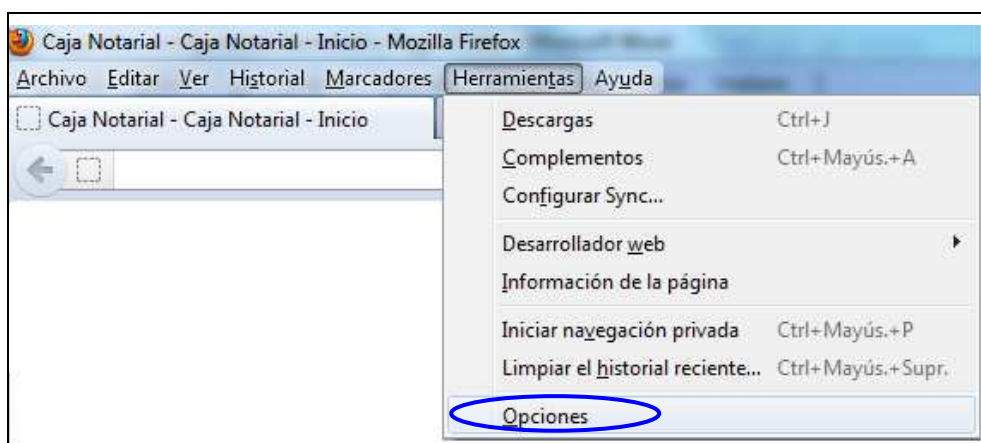 Caja Notarial - Caja Notarial - Inicio - Mozilla Firefox
Archivo Editar Ver Historial Marcadores Herramientas Ayuda
Caja Notarial - Caja Notarial - Inicio
Descargas Ctrl+J
Complementos Ctrl+Mayús.+A
Configurar Sync...
Desarrollador web
Información de la página
Iniciar navegación privada Ctrl+Mayús.+P
Limpiar el historial reciente... Ctrl+Mayús.+Supr.
Opciones